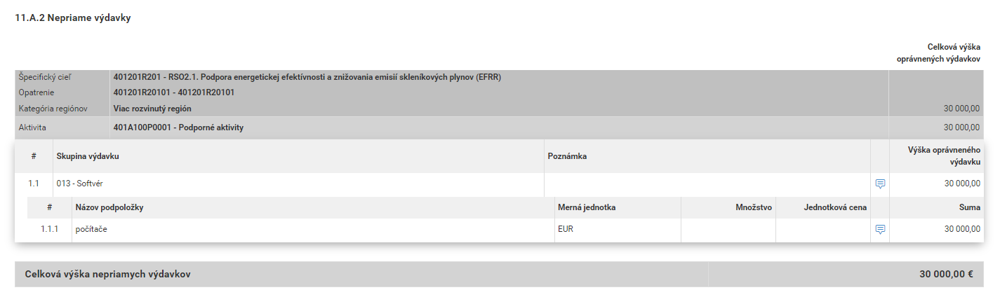 11.A.2 Nepriame výdavky
Celková výška
oprávnených výdavkov
Špecifický cieľ 401201R201 - RSO2.1. Podpora energetickej efektívnosti a znižovania emisií skleníkových plynov (EFRR)
Opatrenie 401201R20101 - 401201R20101
Kategória regiónov Viac rozvinutý región 30 000,00
Aktivita 401A100P0001 - Podporné aktivity 30 000,00
# Skupina výdavku Poznámka Výška oprávneného
výdavku
1.1 013 - Softvér 30 000,00
# Názov podpoložky Merná jednotka Množstvo Jednotková cena Suma
1.1.1 počítače EUR 30 000,00
Celková výška nepriamych výdavkov 30 000,00 €